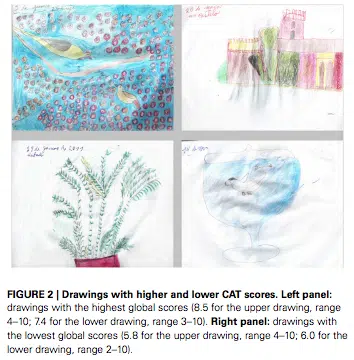 FIGURE 2 | Drawings with higher and lower CAT scores. Left panel:
drawings with the highest global scores (8.5 for the upper drawing, range
4–10; 7.4 for the lower drawing, range 3–10). Right panel: drawings with
the lowest global scores (5.8 for the upper drawing, range 4–10; 6.0 for the
lower drawing, range 2–10).